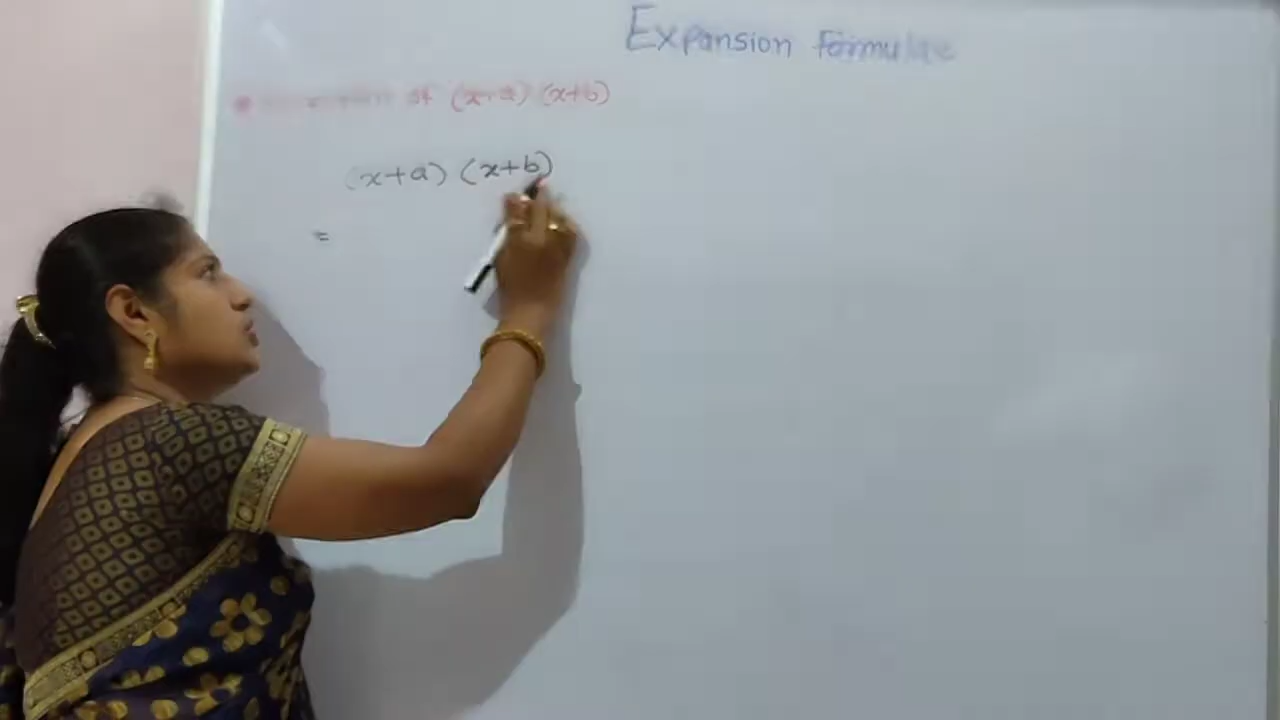 Expansion Formulae
of (x+a) (x+b)
(x+a) (x+b)
=